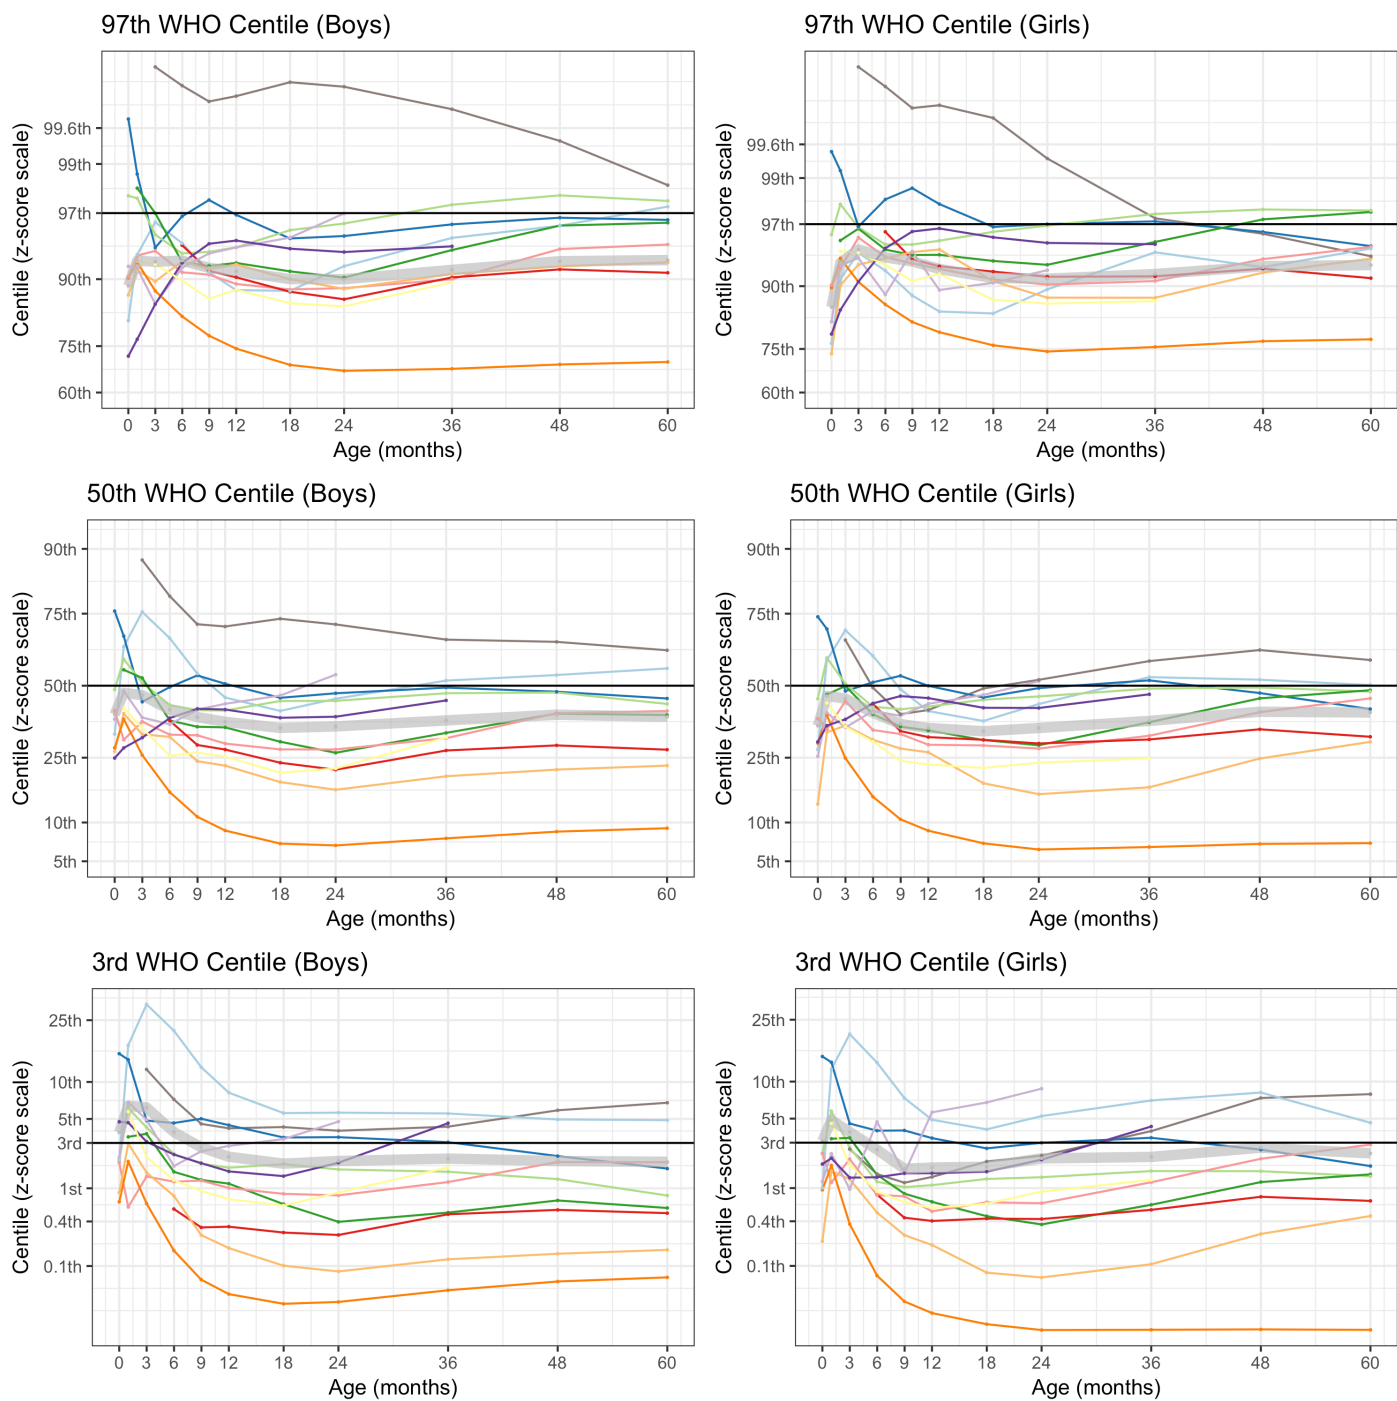 97th WHO Centile (Boys)
Centile (z-score scale)
99.6th
99th
97th
90th
75th
60th
0 3 6 9 12 18 24 36 48 60
Age (months)
97th WHO Centile (Girls)
Centile (z-score scale)
99.6th
99th
97th
90th
75th
60th
0 3 6 9 12 18 24 36 48 60
Age (months)
50th WHO Centile (Boys)
Centile (z-score scale)
90th
75th
50th
25th
10th
5th
0 3 6 9 12 18 24 36 48 60
Age (months)
50th WHO Centile (Girls)
Centile (z-score scale)
90th
75th
50th
25th
10th
5th
0 3 6 9 12 18 24 36 48 60
Age (months)
3rd WHO Centile (Boys)
Centile (z-score scale)
25th
10th
5th
3rd
1st
0.4th
0.1th
0 3 6 9 12 18 24 36 48 60
Age (months)
3rd WHO Centile (Girls)
Centile (z-score scale)
25th
10th
5th
3rd
1st
0.4th
0.1th
0 3 6 9 12 18 24 36 48 60
Age (months)